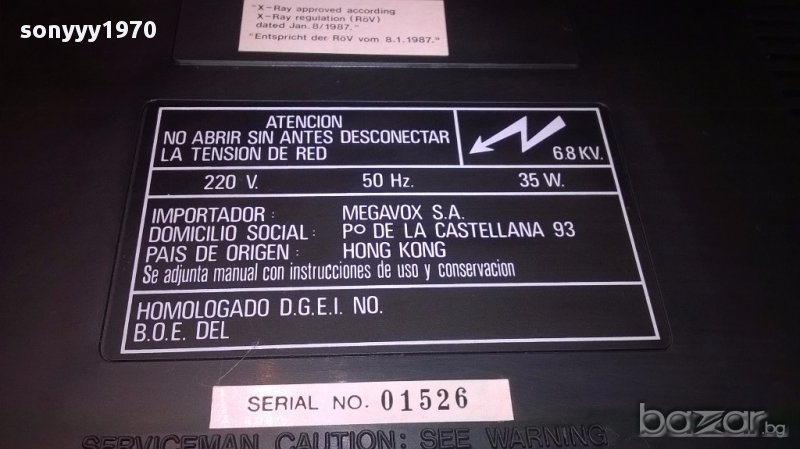 sonyyy1970
"X-Ray approved according
X-Ray regulation (RöV)
dated Jan. 8/1987."
"Entspricht der RöV vom 8.1.1987."
ATENCION
NO ABRIR SIN ANTES DESCONECTAR
LA TENSION DE RED
6.8 KV.
220 V. 50 Hz. 35 W.
IMPORTADOR : MEGAVOX S.A.
DOMICILIO SOCIAL : Pº DE LA CASTELLANA 93
PAIS DE ORIGEN : HONG KONG
Se adjunta manual con instrucciones de uso y conservacion
HOMOLOGADO D.G.E.I. NO.
B.O.E. DEL
SERIAL NO. 01526
SERVICEMAN CAUTION: SEE WARNING
bazar.bg